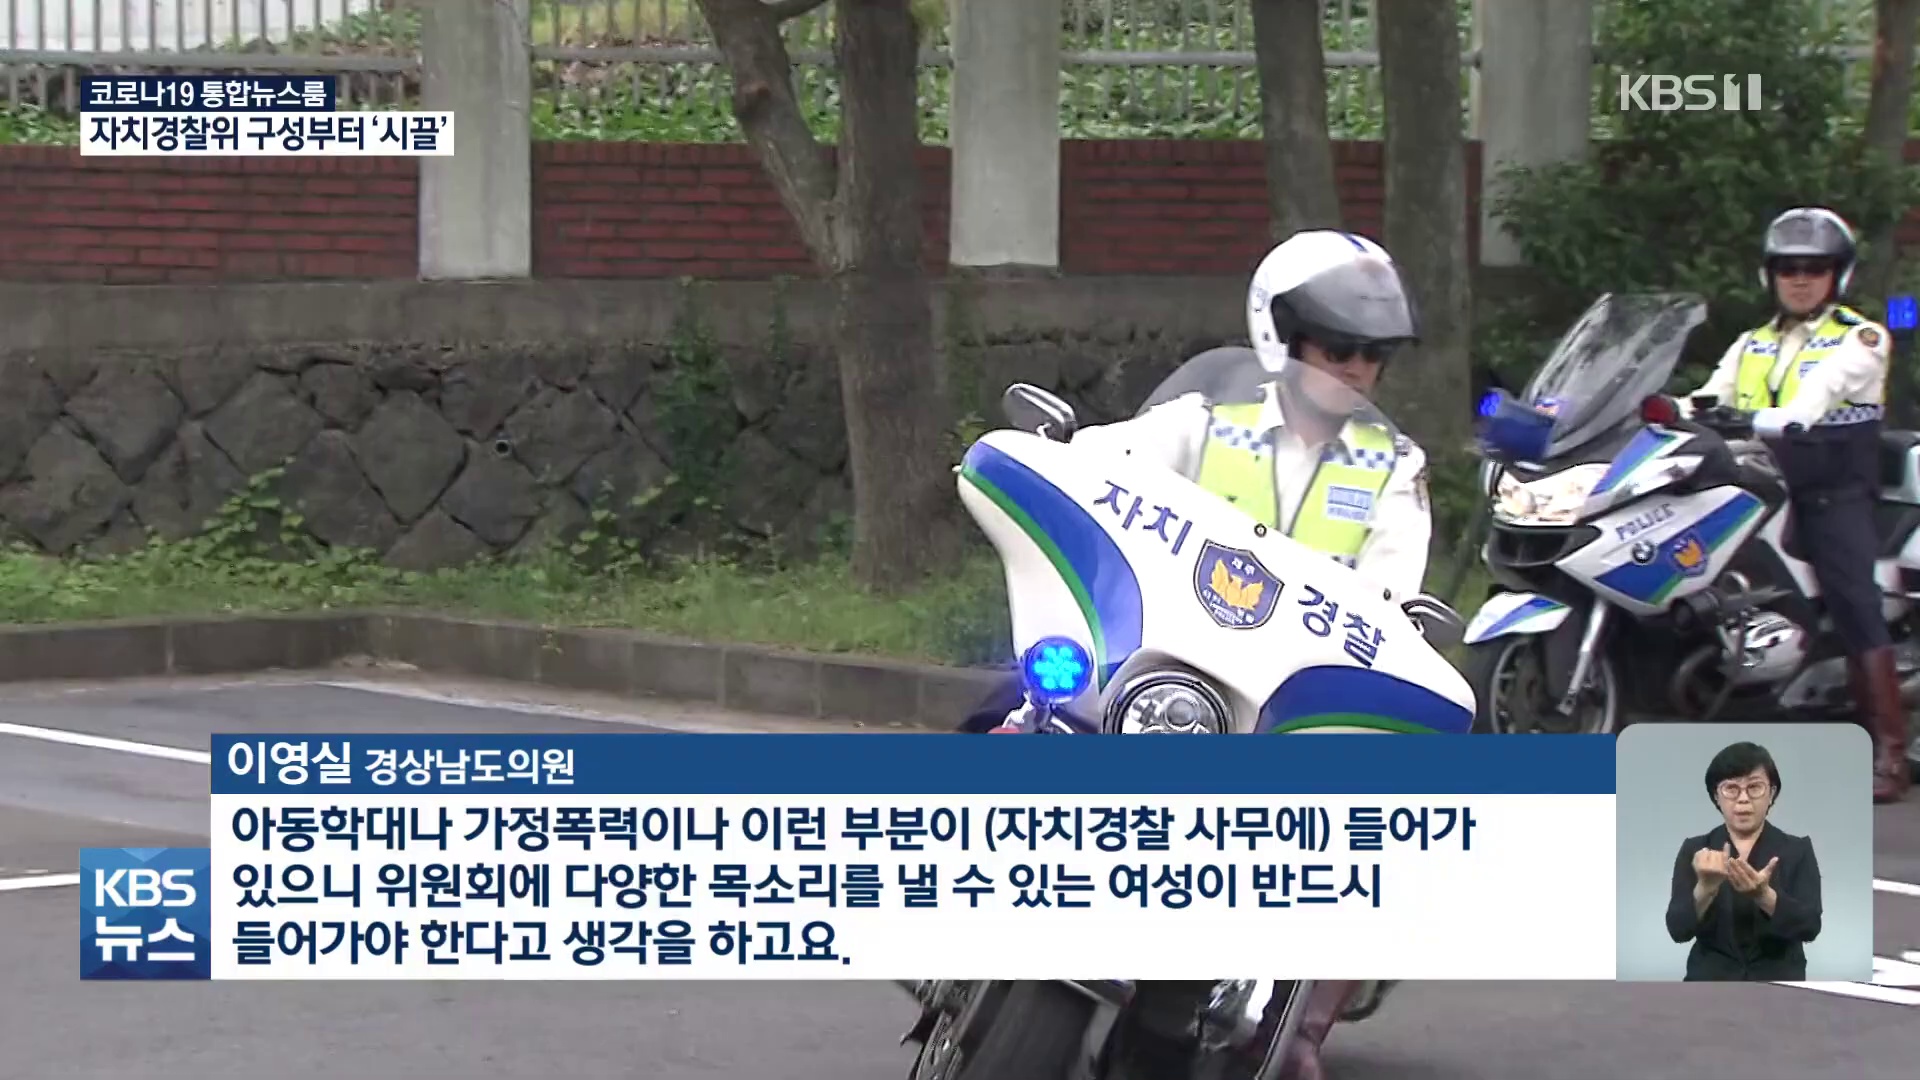 코로나19 통합뉴스룸
자치경찰위 구성부터 ‘시끌’
KBS 1
자치 경찰
제주
POLICE
이영실 경상남도의원
아동학대나 가정폭력이나 이런 부분이 (자치경찰 사무에) 들어가
있으니 위원회에 다양한 목소리를 낼 수 있는 여성이 반드시
들어가야 한다고 생각을 하고요.
KBS
뉴스